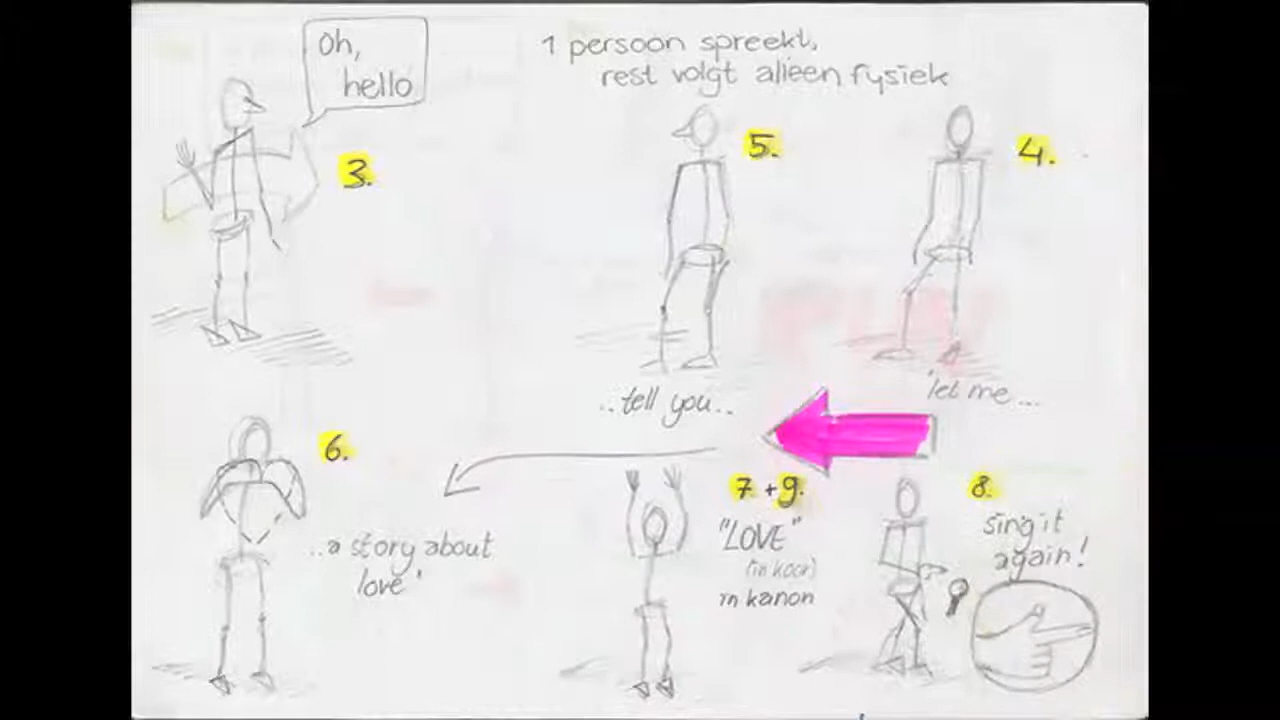 Oh,
hello
1 persoon spreekt,
rest volgt alleen fysiek
3.
5.
4.
..tell you..
'let me...
6.
..a story about
love'
7 + 9.
"LOVE"
(in koor)
in kanon
8.
sing it
again!